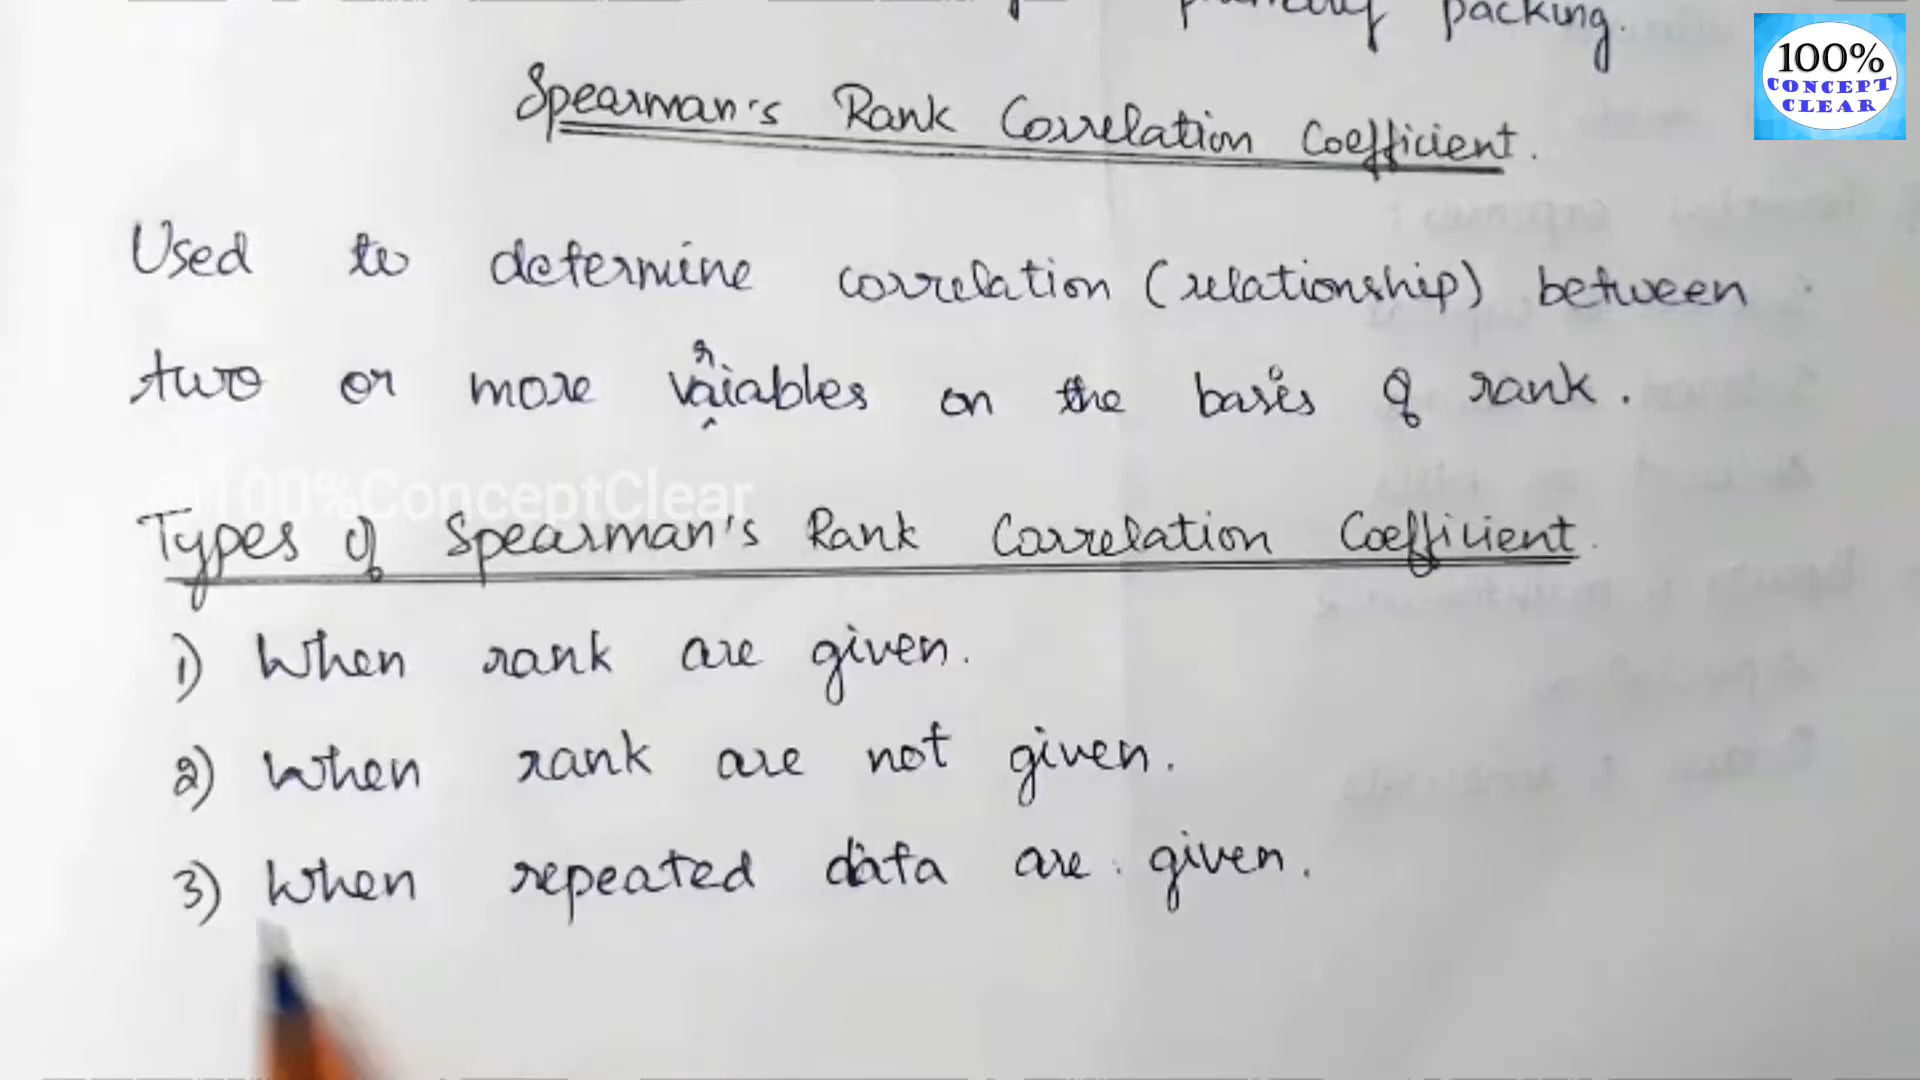 packing.
100%
CONCEPT
CLEAR
Spearman's Rank Correlation Coefficient.
Used to determine correlation (relationship) between
two or more variables on the basis of rank.
@100%ConceptClear
Types of Spearman's Rank Correlation Coefficient.
1) When rank are given.
2) When rank are not given.
3) When repeated data are given.